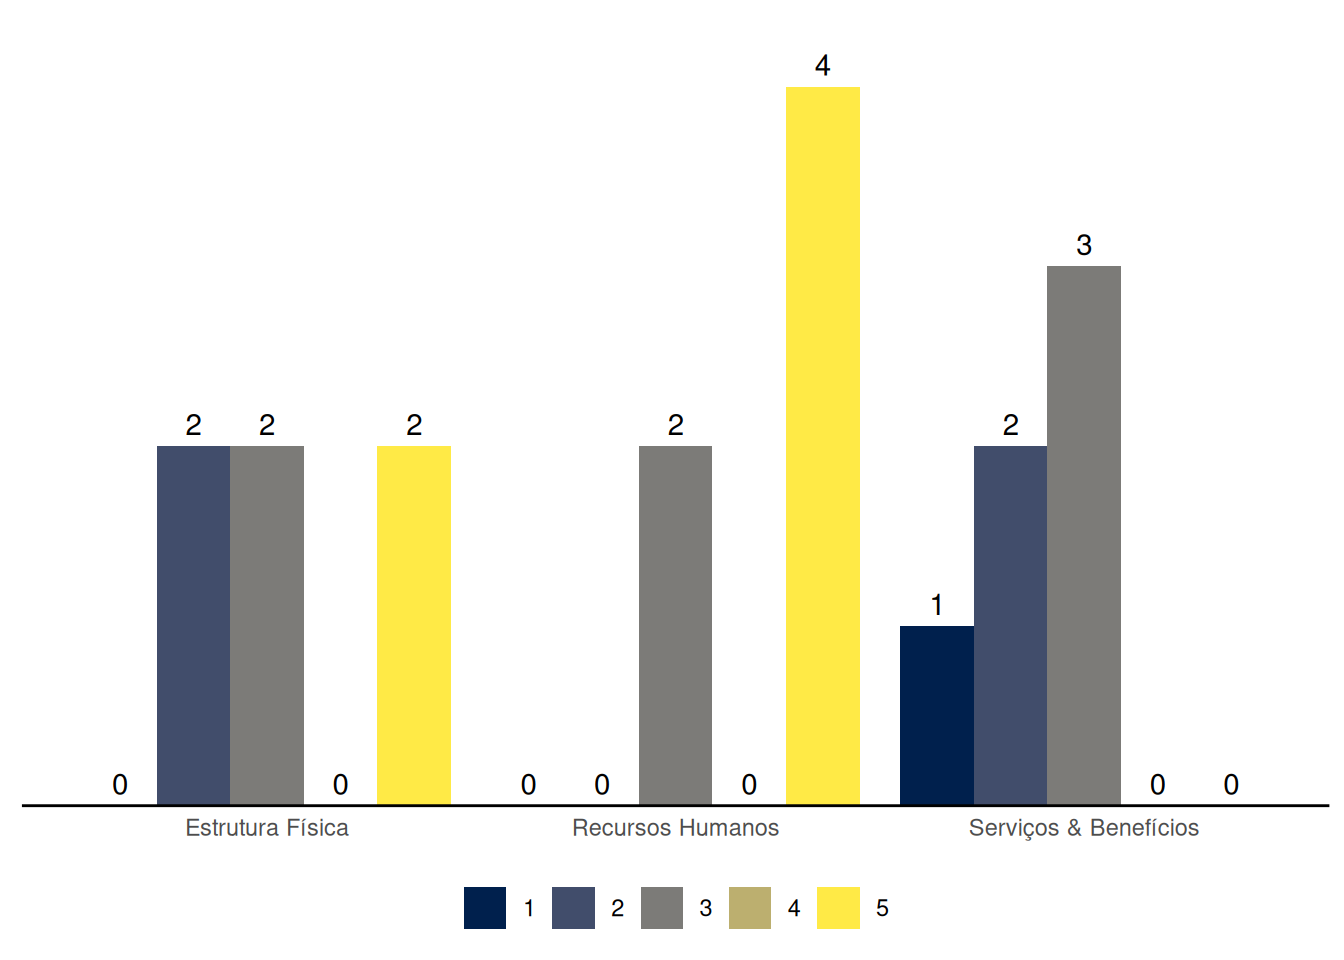 4
3
2 2 2 2 2
1
0 0 0 0 0 0 0
Estrutura Física Recursos Humanos Serviços & Benefícios
1 2 3 4 5